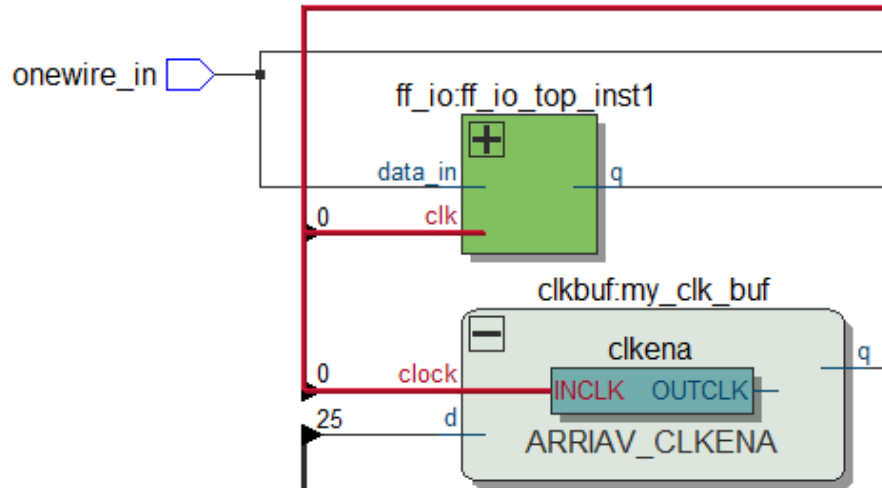 onewire_in
ff_io:ff_io_top_inst1
data_in
q
0
clk
clkbuf:my_clk_buf
clkena
q
0
clock
INCLK
OUTCLK
25
d
ARRIAV_CLKENA